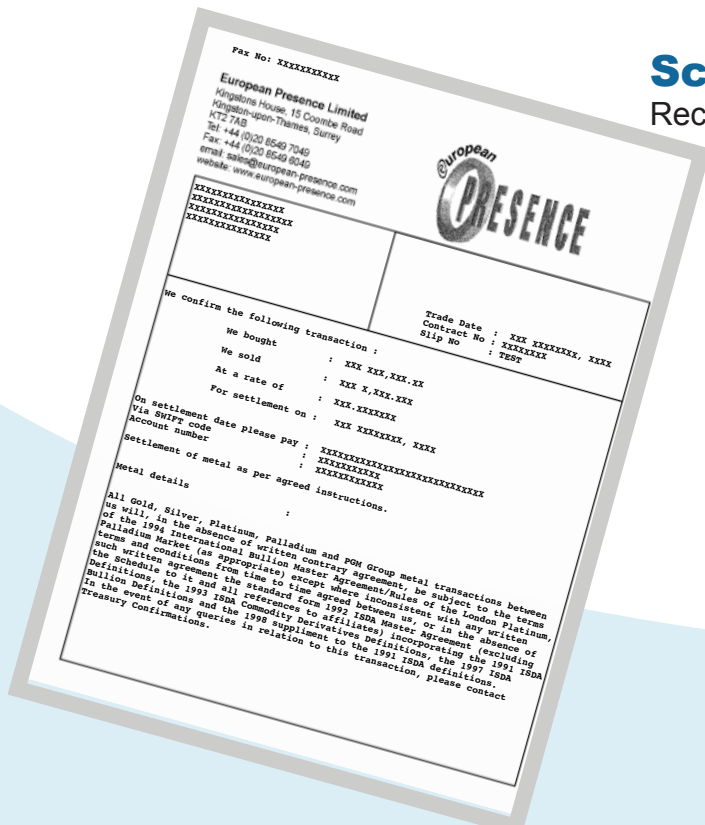 Sc
Rec
Fax No: xxxxxxxxxxx
European Presence Limited
Kingstons House, 15 Coombe Road
Kingston-upon-Thames, Surrey
KT2 7AB
Tel: +44 (0)20 8549 7049
Fax: +44 (0)20 8549 6049
email: sales@european-presence.com
website: www.european-presence.com
@uropean
PRESENCE
xxxxxxxxxxxxxxxx
xxxxxxxxxxxxxxxxxx
xxxxxxxxxxxxxxxx
xxxxxxxxxxxxxxx
Trade Date : xxx xxxxxxxx, xxxx
Contract No : xxxxxxxx
Slip No : TEST
We confirm the following transaction :
We bought : xxx xxx,xxx.xx
We sold : xxx x,xxx.xxx
At a rate of : xxx.xxxxxxx
For settlement on : xxx xxxxxxxx, xxxx
On settlement date please pay : xxxxxxxxxxxxxxxxxxxxxxxxxxxxx
Via SWIFT code : xxxxxxxxxxx
Account number : xxxxxxxxxxxx
Settlement of metal as per agreed instructions.
Metal details :
All Gold, Silver, Platinum, Palladium and PGM Group metal transactions between
us will, in the absence of written contrary agreement, be subject to the terms
of the 1994 International Bullion Master Agreement/Rules of the London Platinum,
Palladium Market (as appropriate) except where inconsistent with any written
terms and conditions from time to time agreed between us, or in the absence of
such written agreement the standard form 1992 ISDA Master Agreement (excluding
the Schedule to it and all references to affiliates) incorporating the 1991 ISDA
Definitions, the 1993 ISDA Commodity Derivatives Definitions, the 1997 ISDA
Bullion Definitions and the 1998 suppliment to the 1991 ISDA definitions.
In the event of any queries in relation to this transaction, please contact
Treasury Confirmations.